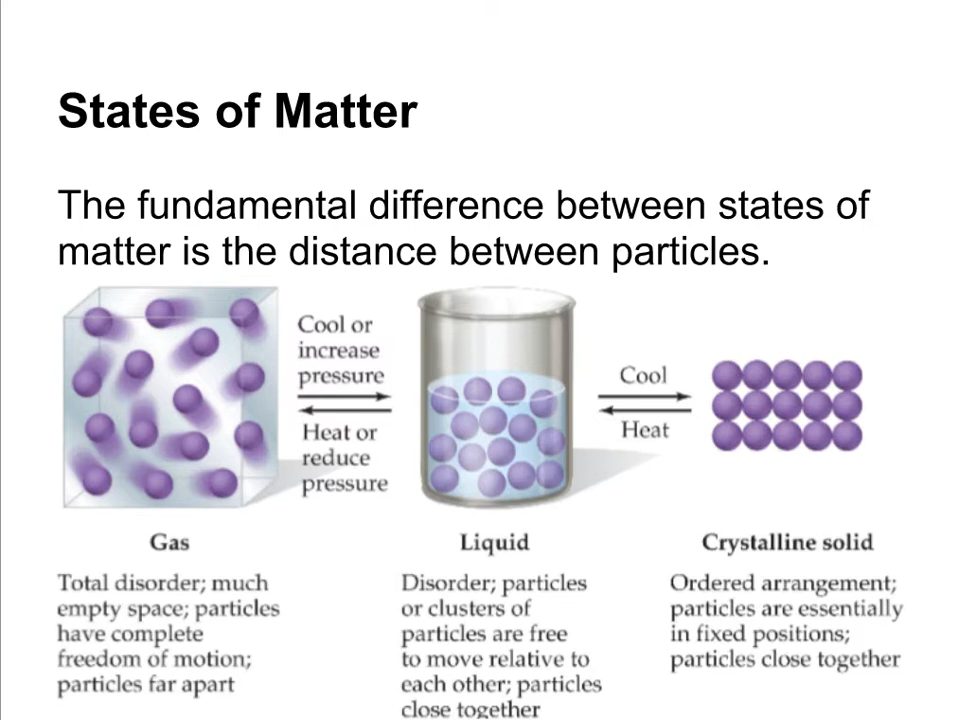 States of Matter
The fundamental difference between states of
matter is the distance between particles.
Cool or
increase
pressure
Heat or
reduce
pressure
Cool
Heat
Gas
Total disorder; much
empty space; particles
have complete
freedom of motion;
particles far apart
Liquid
Disorder; particles
or clusters of
particles are free
to move relative to
each other; particles
close together
Crystalline solid
Ordered arrangement;
particles are essentially
in fixed positions;
particles close together